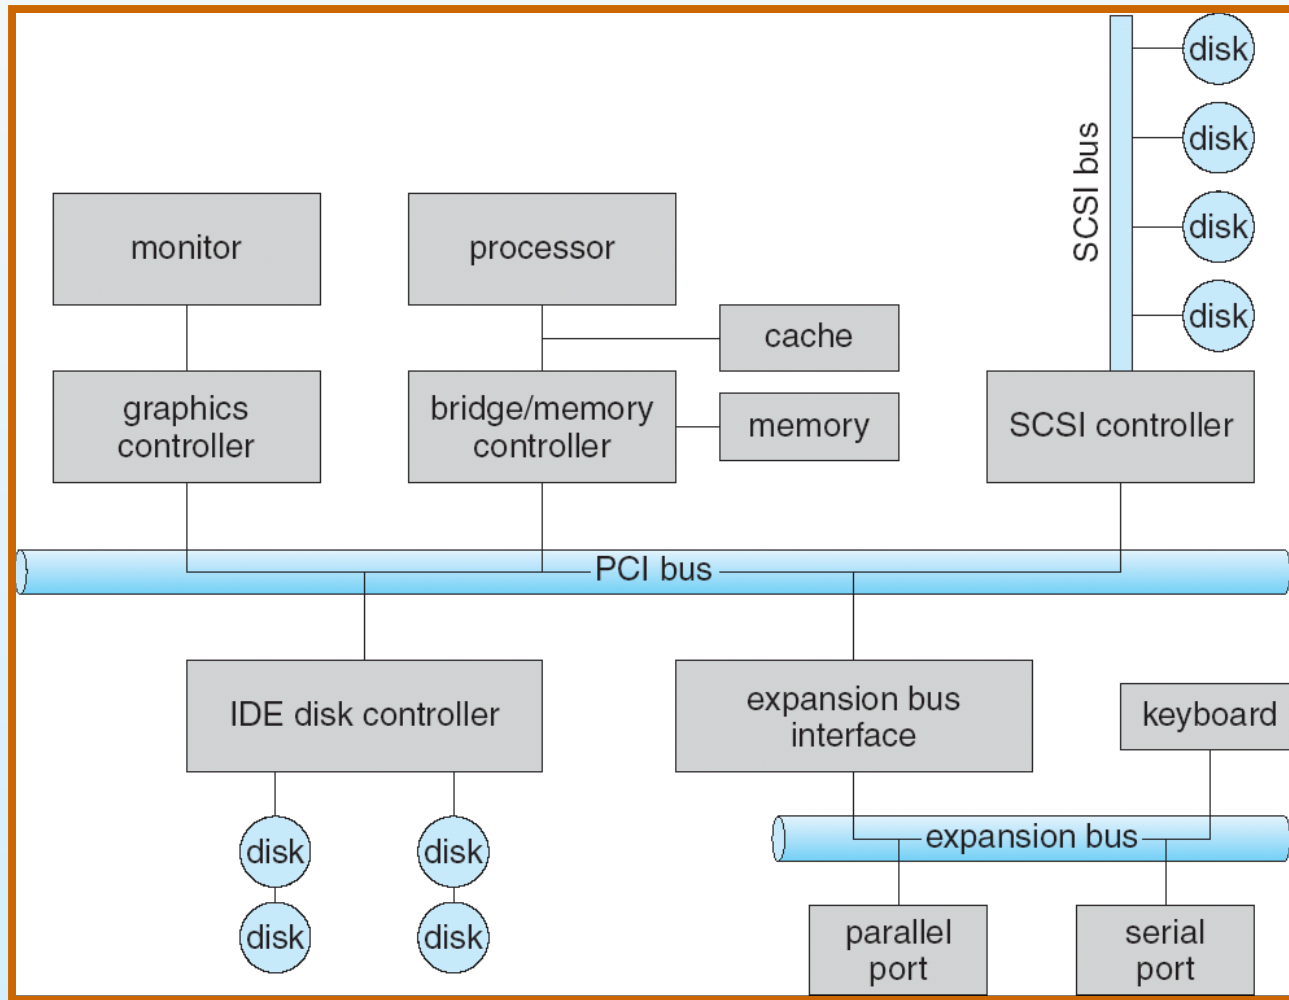 disk
disk
disk
disk
SCSI bus
monitor
processor
cache
graphics
controller
bridge/memory
controller
memory
SCSI controller
PCI bus
IDE disk controller
expansion bus
interface
keyboard
disk
disk
disk
disk
expansion bus
parallel
port
serial
port